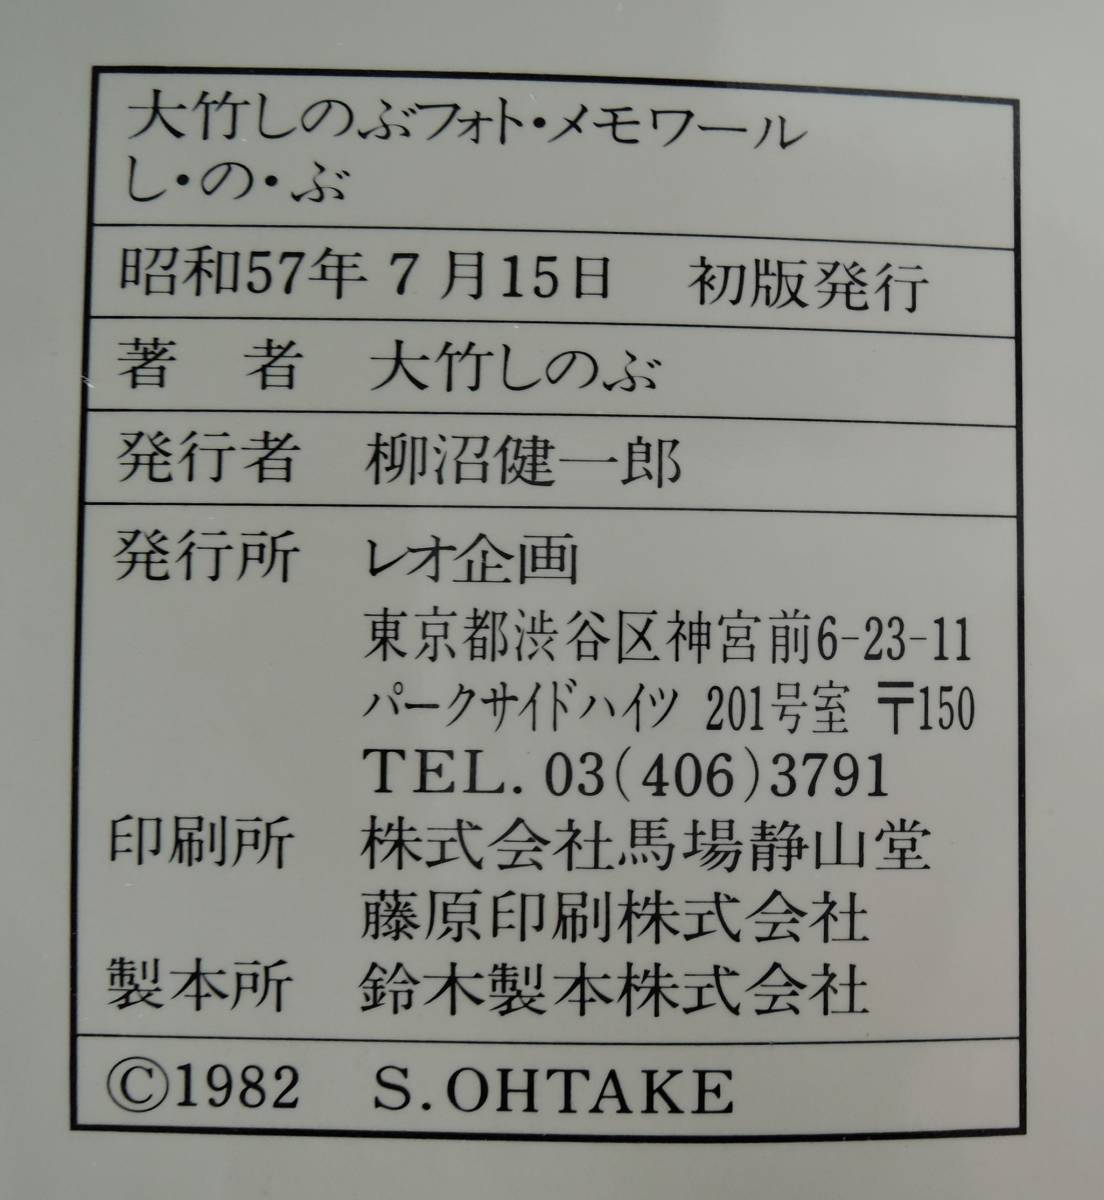 大竹しのぶフォト・メモワール
し・の・ぶ
昭和57年7月15日　初版発行
著　者　大竹しのぶ
発行者　柳沼健一郎
発行所　レオ企画
東京都渋谷区神宮前6-23-11
パークサイドハイツ 201号室 〒150
TEL. 03(406)3791
印刷所　株式会社馬場静山堂
藤原印刷株式会社
製本所　鈴木製本株式会社
©1982　S.OHTAKE